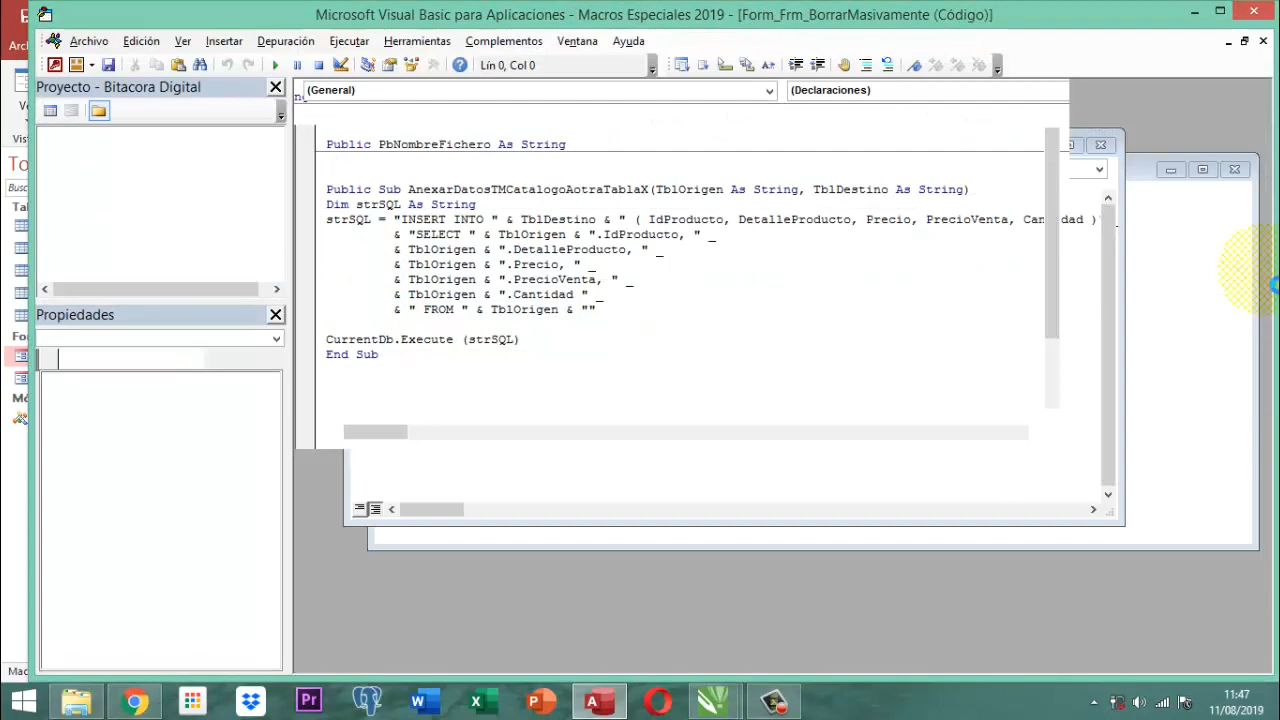 Microsoft Visual Basic para Aplicaciones - Macros Especiales 2019 - [Form_Frm_BorrarMasivamente (Código)]
Archivo Edición Ver Insertar Depuración Ejecutar Herramientas Complementos Ventana Ayuda
Lín 0, Col 0
Proyecto - Bitacora Digital
(General) (Declaraciones)
Public PbNombreFichero As String
Public Sub AnexarDatosTMCatalogoAotraTablaX(TblOrigen As String, TblDestino As String)
Dim strSQL As String
strSQL = "INSERT INTO " & TblDestino & " ( IdProducto, DetalleProducto, Precio, PrecioVenta, Cantidad )
& "SELECT " & TblOrigen & ".IdProducto, " _
& TblOrigen & ".DetalleProducto, " _
& TblOrigen & ".Precio, " _
& TblOrigen & ".PrecioVenta, " _
& TblOrigen & ".Cantidad " _
& " FROM " & TblOrigen & ""
CurrentDb.Execute (strSQL)
End Sub
Propiedades
Pr
11:47
11/08/2019